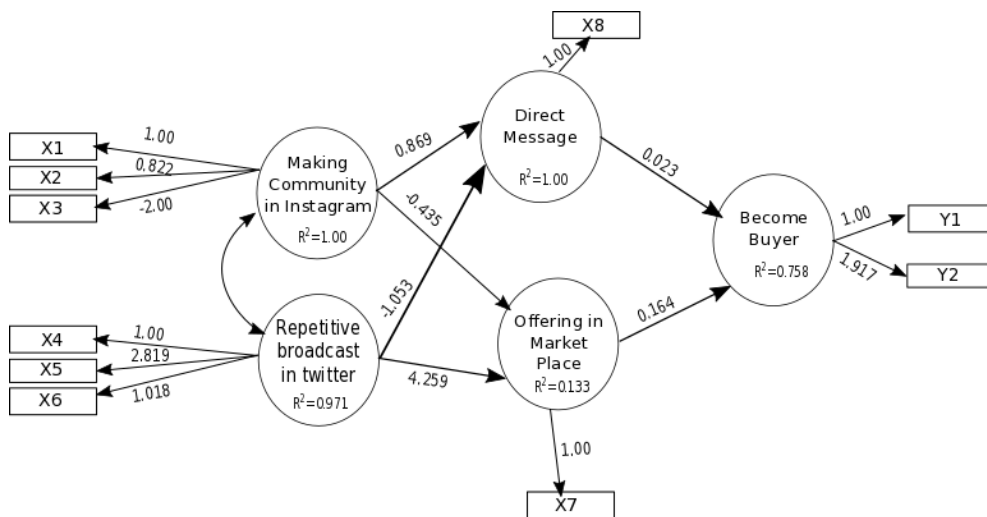 X8
1.00
Direct
Message
R²=1.00
X1
X2
X3
1.00
0.822
-2.00
Making
Community
in Instagram
R²=1.00
0.869
-0.435
0.023
Become
Buyer
R²=0.758
1.00
1.917
Y1
Y2
X4
X5
X6
1.00
2.819
1.018
Repetitive
broadcast
in twitter
R²=0.971
-1.053
4.259
Offering in
Market
Place
R²=0.133
0.164
1.00
X7